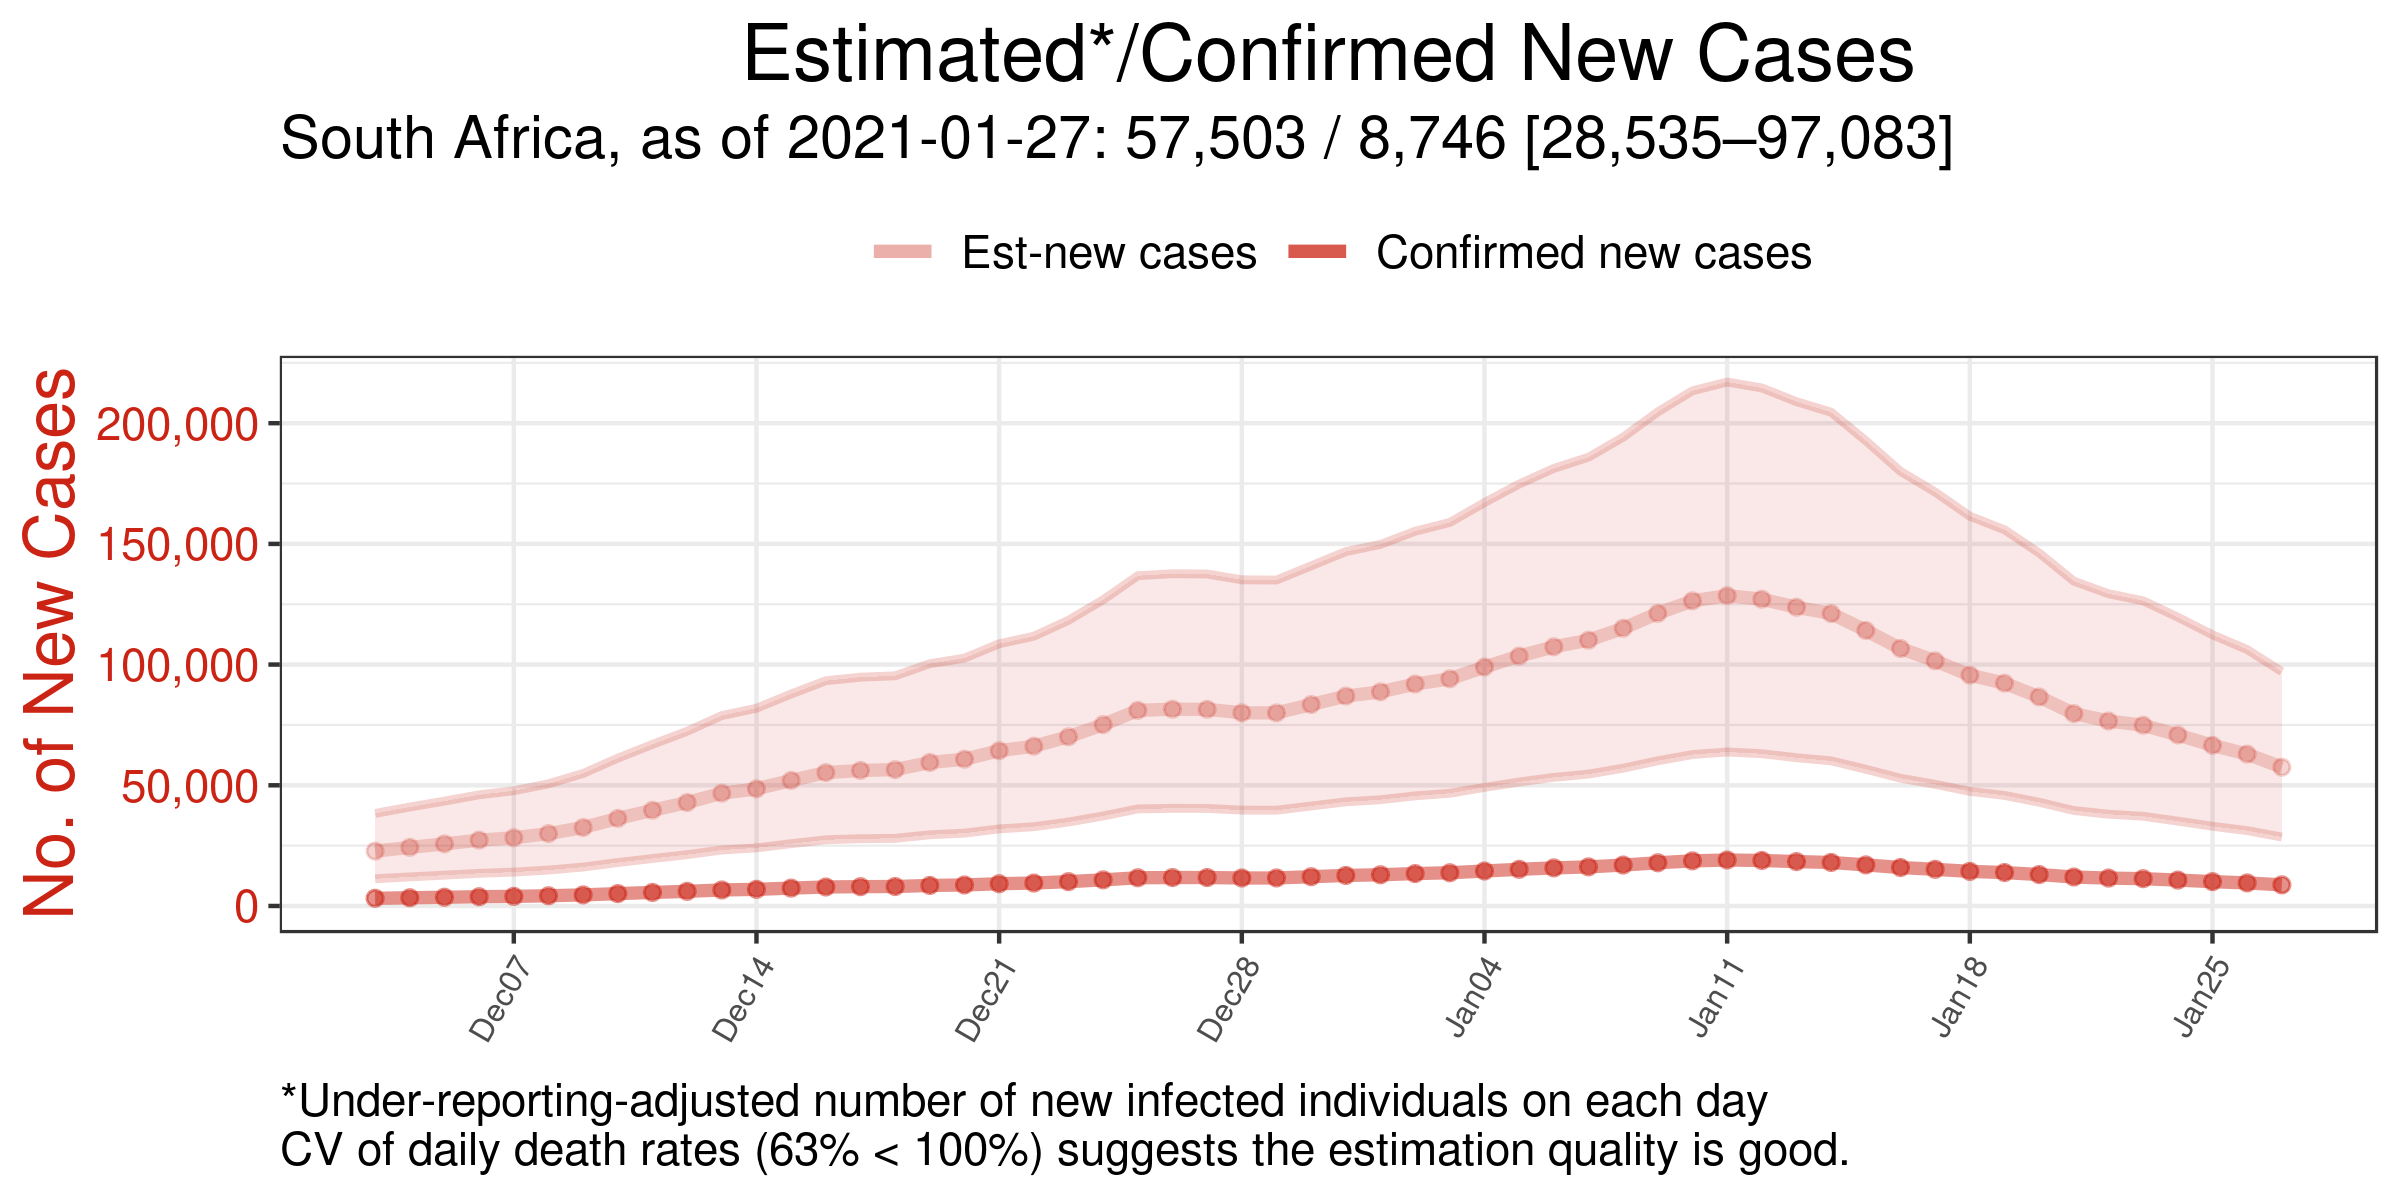 Estimated*/Confirmed New Cases
South Africa, as of 2021-01-27: 57,503 / 8,746 [28,535–97,083]
Est-new cases
Confirmed new cases
No. of New Cases
200,000
150,000
100,000
50,000
0
Dec07
Dec14
Dec21
Dec28
Jan04
Jan11
Jan18
Jan25
*Under-reporting-adjusted number of new infected individuals on each day
CV of daily death rates (63% < 100%) suggests the estimation quality is good.